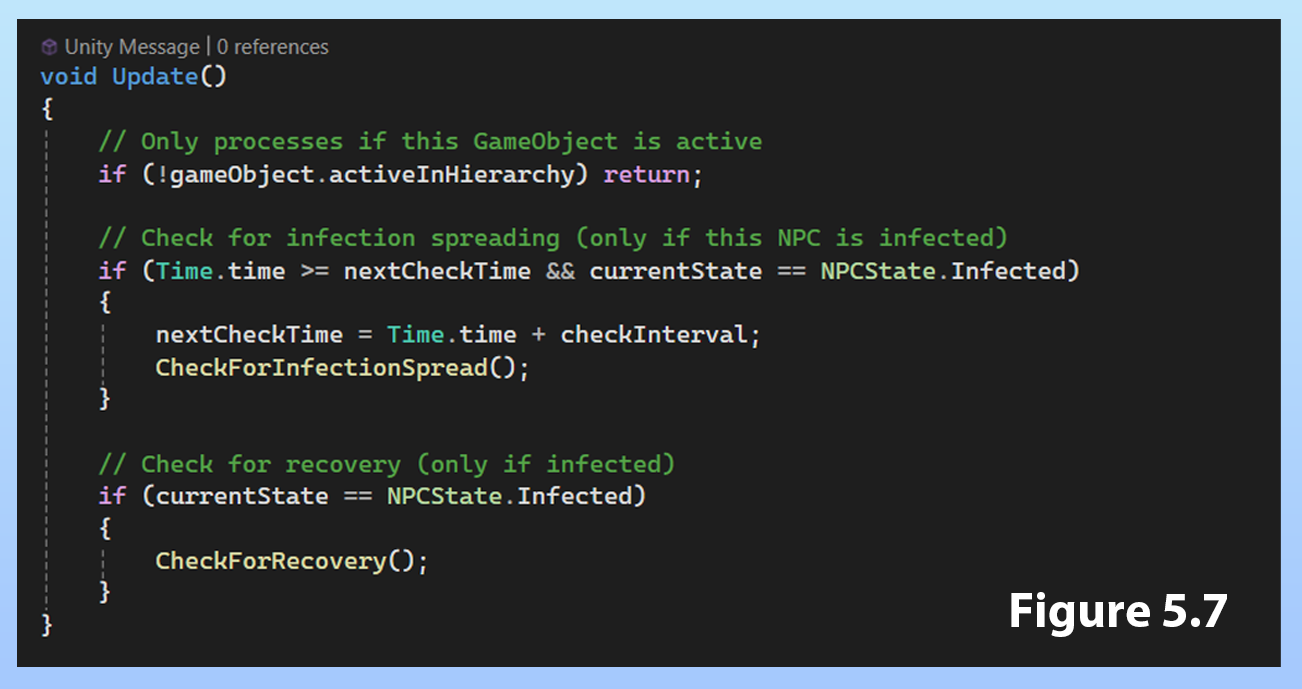 Unity Message | 0 references
void Update()
{
// Only processes if this GameObject is active
if (!gameObject.activeInHierarchy) return;
// Check for infection spreading (only if this NPC is infected)
if (Time.time >= nextCheckTime && currentState == NPCState.Infected)
{
nextCheckTime = Time.time + checkInterval;
CheckForInfectionSpread();
}
// Check for recovery (only if infected)
if (currentState == NPCState.Infected)
{
CheckForRecovery();
}
}
Figure 5.7